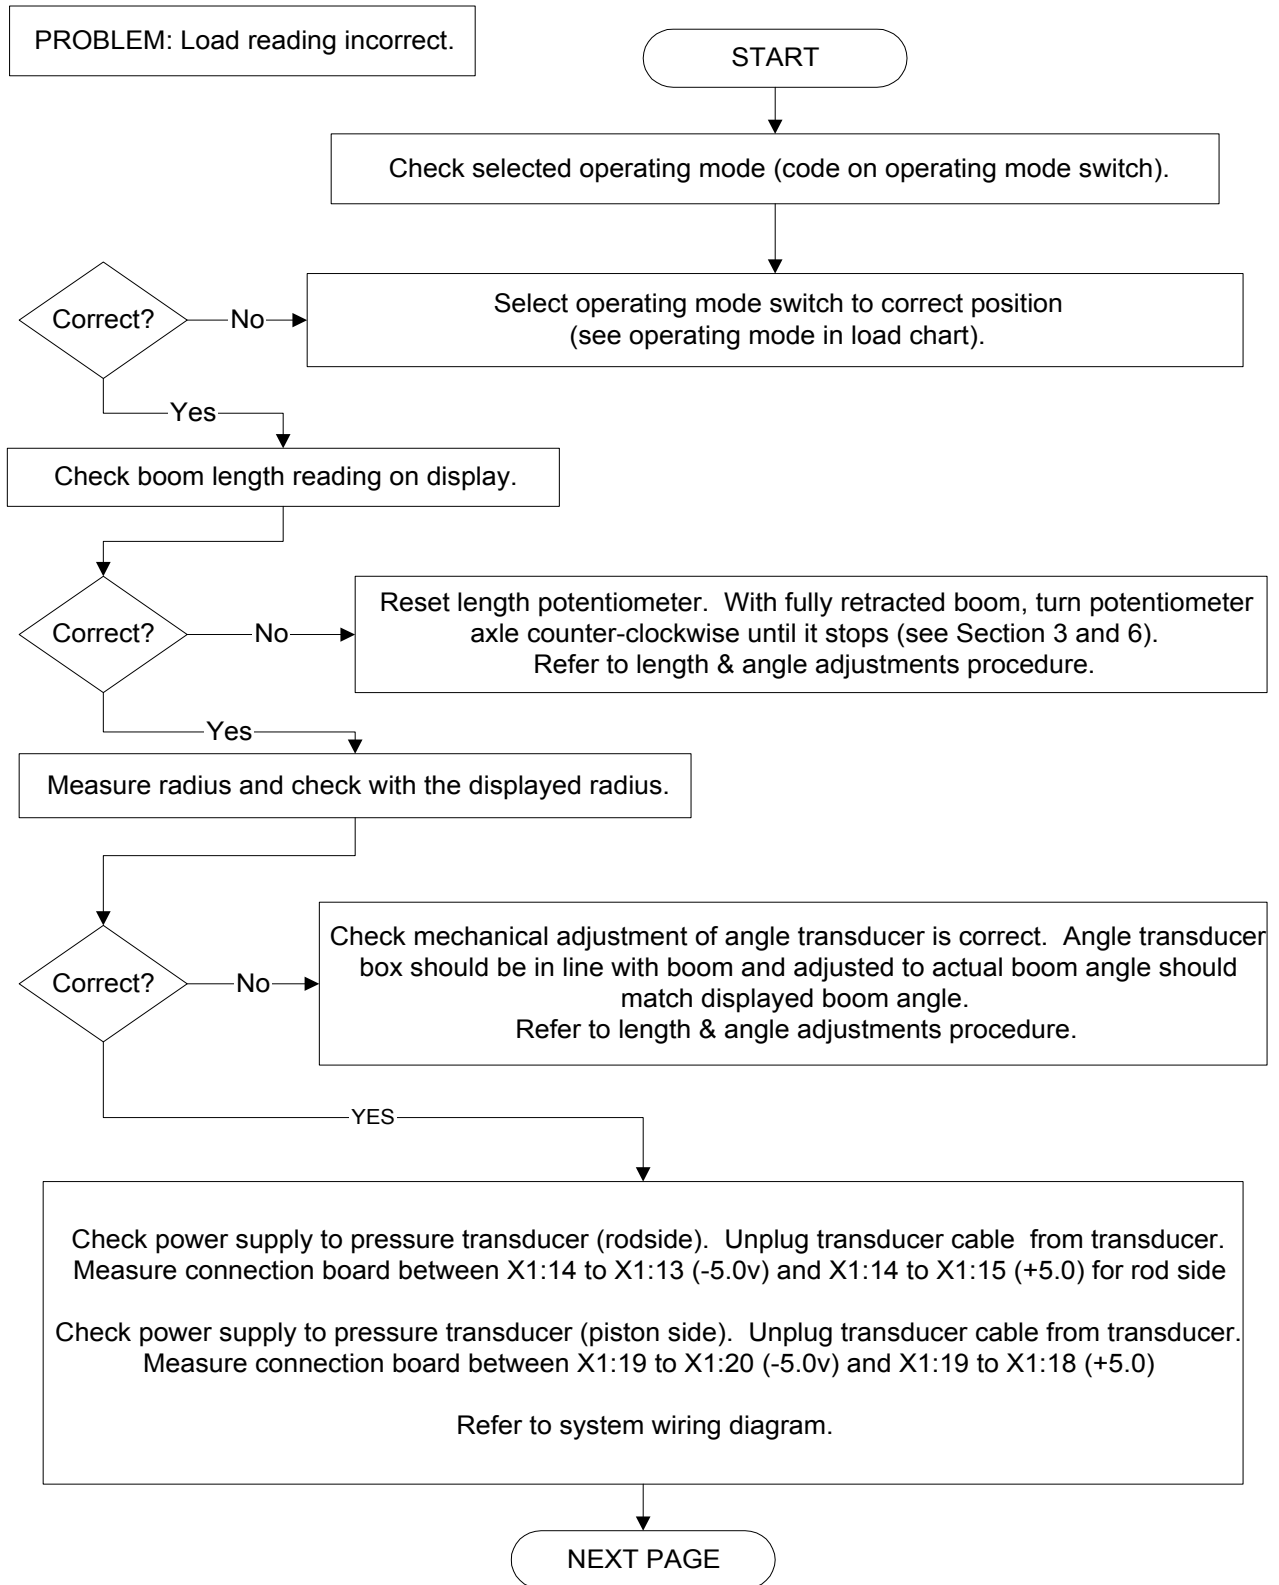 PROBLEM: Load reading incorrect.
START
Check selected operating mode (code on operating mode switch).
Correct?
No
Select operating mode switch to correct position
(see operating mode in load chart).
Yes
Check boom length reading on display.
Correct?
No
Reset length potentiometer. With fully retracted boom, turn potentiometer
axle counter-clockwise until it stops (see Section 3 and 6).
Refer to length & angle adjustments procedure.
Yes
Measure radius and check with the displayed radius.
Correct?
No
Check mechanical adjustment of angle transducer is correct. Angle transducer
box should be in line with boom and adjusted to actual boom angle should
match displayed boom angle.
Refer to length & angle adjustments procedure.
YES
Check power supply to pressure transducer (rodside). Unplug transducer cable from transducer.
Measure connection board between X1:14 to X1:13 (-5.0v) and X1:14 to X1:15 (+5.0) for rod side
Check power supply to pressure transducer (piston side). Unplug transducer cable from transducer.
Measure connection board between X1:19 to X1:20 (-5.0v) and X1:19 to X1:18 (+5.0)
Refer to system wiring diagram.
NEXT PAGE